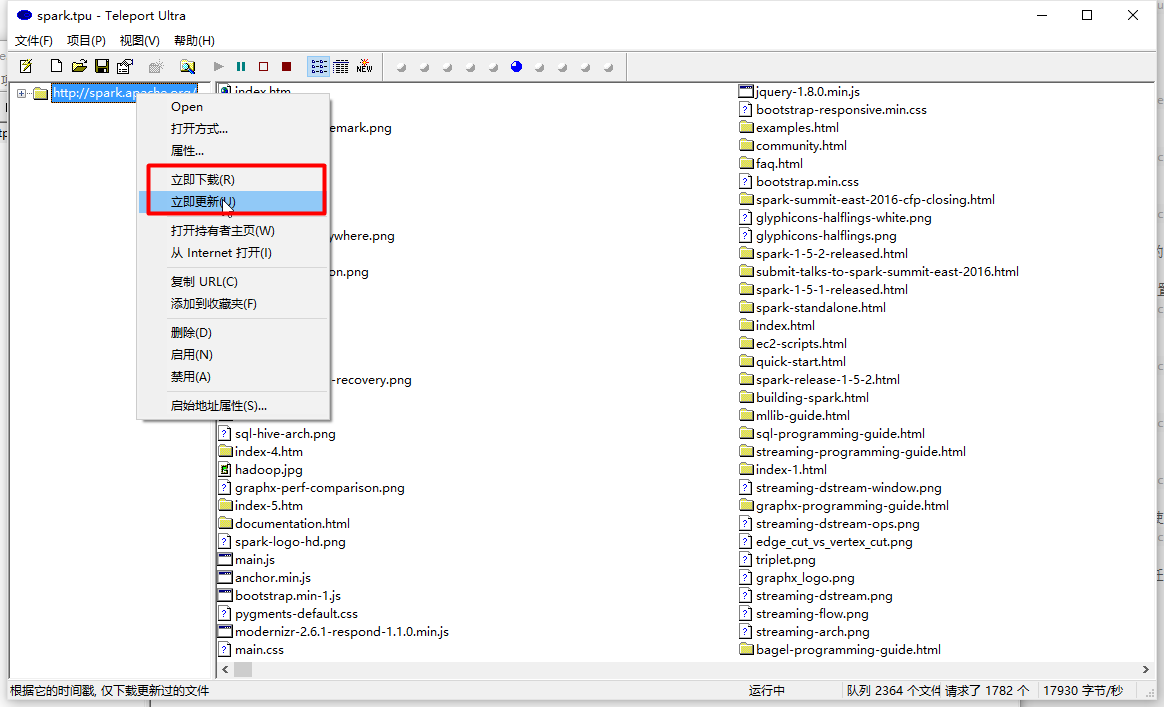 spark.tpu - Teleport Ultra
文件(F) 项目(P) 视图(V) 帮助(H)
NEW
http://spark.apache.org/
Open
打开方式...
属性...
立即下载(R)
立即更新(U)
打开持有者主页(W)
从 Internet 打开(I)
复制 URL(C)
添加到收藏夹(F)
删除(D)
启用(N)
禁用(A)
启始地址属性(S)...
index.htm
emark.png
ywhere.png
on.png
-recovery.png
sql-hive-arch.png
index-4.htm
hadoop.jpg
graphx-perf-comparison.png
index-5.htm
documentation.html
spark-logo-hd.png
main.js
anchor.min.js
bootstrap.min-1.js
pygments-default.css
modernizr-2.6.1-respond-1.1.0.min.js
main.css
jquery-1.8.0.min.js
bootstrap-responsive.min.css
examples.html
community.html
faq.html
bootstrap.min.css
spark-summit-east-2016-cfp-closing.html
glyphicons-halflings-white.png
glyphicons-halflings.png
spark-1-5-2-released.html
submit-talks-to-spark-summit-east-2016.html
spark-1-5-1-released.html
spark-standalone.html
index.html
ec2-scripts.html
quick-start.html
spark-release-1-5-2.html
building-spark.html
mllib-guide.html
sql-programming-guide.html
streaming-programming-guide.html
index-1.html
streaming-dstream-window.png
graphx-programming-guide.html
streaming-dstream-ops.png
edge_cut_vs_vertex_cut.png
triplet.png
graphx_logo.png
streaming-dstream.png
streaming-flow.png
streaming-arch.png
bagel-programming-guide.html
根据它的时间戳, 仅下载更新过的文件
运行中
队列 2364 个文件
请求了 1782 个
17930 字节/秒